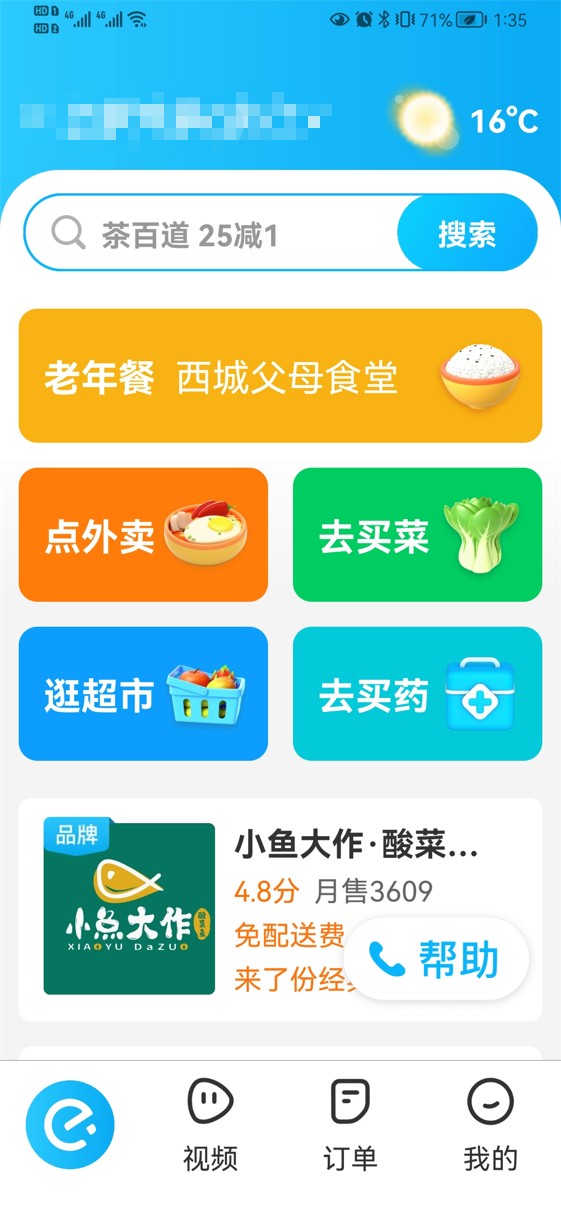 HD 1 4G 4G 71% 1:35
HD 2
16°C
茶百道 25减1 搜索
老年餐 西城父母食堂
点外卖 去买菜
逛超市 去买药
品牌
小鱼大作
XIAOYU DaZUO
小鱼大作·酸菜...
4.8分 月售3609
免配送费
来了份经
帮助
视频 订单 我的